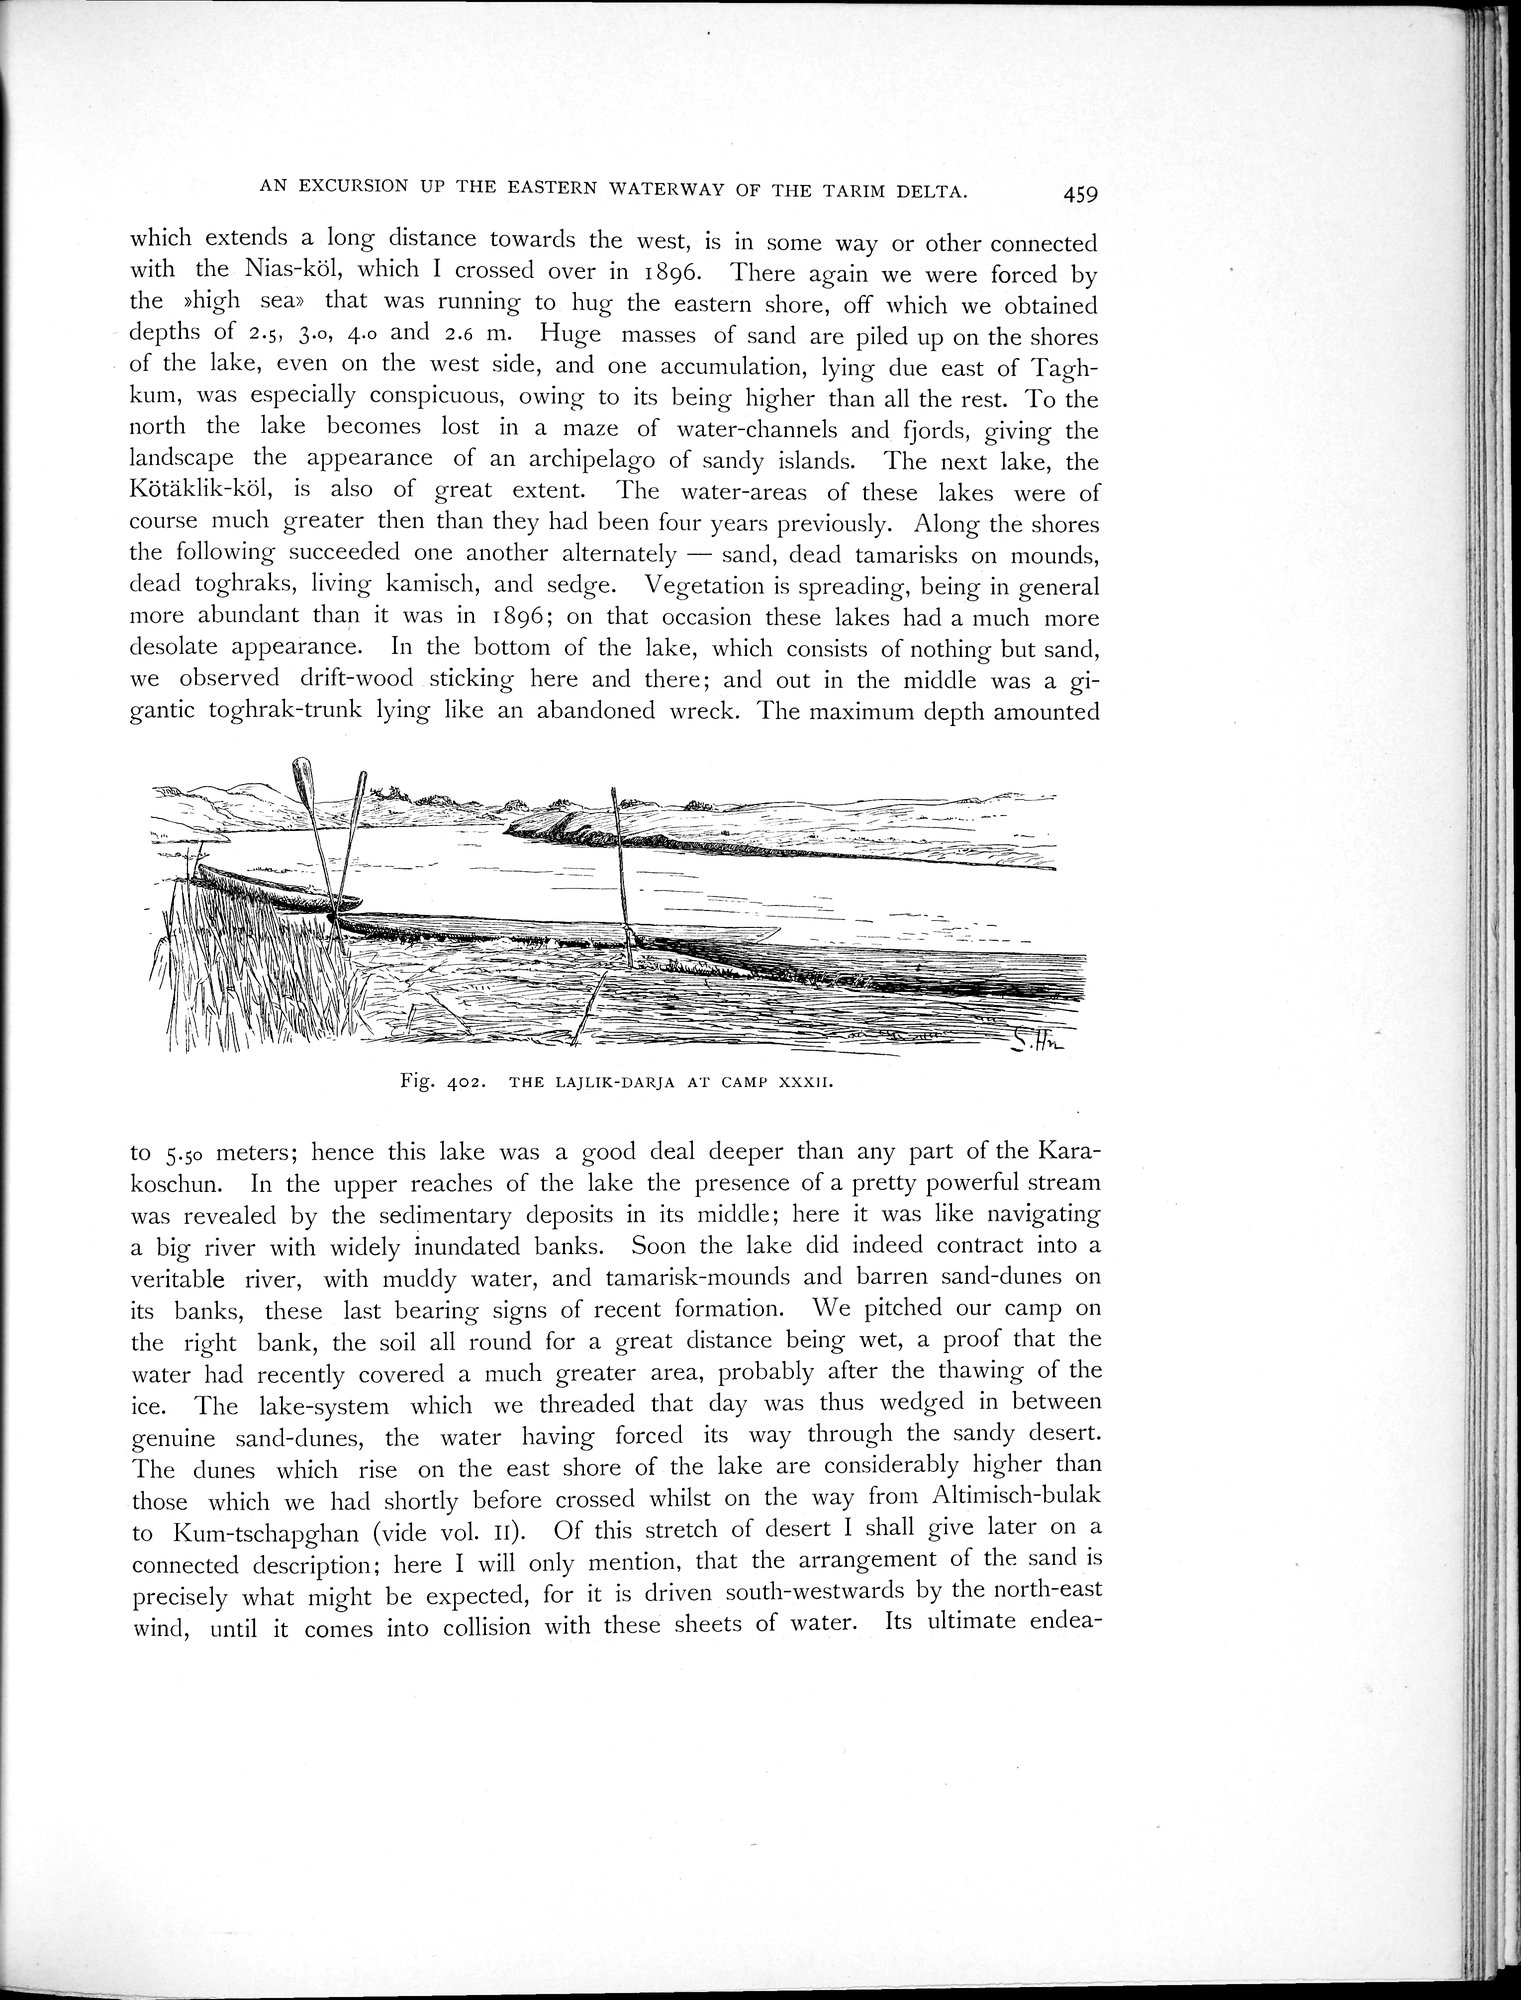 AN EXCURSION UP THE EASTERN WATERWAY OF THE TARIM DELTA. 459
which extends a long distance towards the west, is in some way or other connected
with the Nias-köl, which I crossed over in 1896. There again we were forced by
the »high sea» that was running to hug the eastern shore, off which we obtained
depths of 2.5, 3.0, 4.0 and 2.6 m. Huge masses of sand are piled up on the shores
of the lake, even on the west side, and one accumulation, lying due east of Tagh-
kum, was especially conspicuous, owing to its being higher than all the rest. To the
north the lake becomes lost in a maze of water-channels and fjords, giving the
landscape the appearance of an archipelago of sandy islands. The next lake, the
Kötäklik-köl, is also of great extent. The water-areas of these lakes were of
course much greater then than they had been four years previously. Along the shores
the following succeeded one another alternately — sand, dead tamarisks on mounds,
dead toghraks, living kamisch, and sedge. Vegetation is spreading, being in general
more abundant than it was in 1896; on that occasion these lakes had a much more
desolate appearance. In the bottom of the lake, which consists of nothing but sand,
we observed drift-wood sticking here and there; and out in the middle was a gi-
gantic toghrak-trunk lying like an abandoned wreck. The maximum depth amounted
S. Hn
Fig. 402. THE LAJLIK-DARJA AT CAMP XXXII.
to 5.50 meters; hence this lake was a good deal deeper than any part of the Kara-
koschun. In the upper reaches of the lake the presence of a pretty powerful stream
was revealed by the sedimentary deposits in its middle; here it was like navigating
a big river with widely inundated banks. Soon the lake did indeed contract into a
veritable river, with muddy water, and tamarisk-mounds and barren sand-dunes on
its banks, these last bearing signs of recent formation. We pitched our camp on
the right bank, the soil all round for a great distance being wet, a proof that the
water had recently covered a much greater area, probably after the thawing of the
ice. The lake-system which we threaded that day was thus wedged in between
genuine sand-dunes, the water having forced its way through the sandy desert.
The dunes which rise on the east shore of the lake are considerably higher than
those which we had shortly before crossed whilst on the way from Altimisch-bulak
to Kum-tschapghan (vide vol. II). Of this stretch of desert I shall give later on a
connected description; here I will only mention, that the arrangement of the sand is
precisely what might be expected, for it is driven south-westwards by the north-east
wind, until it comes into collision with these sheets of water. Its ultimate endea-